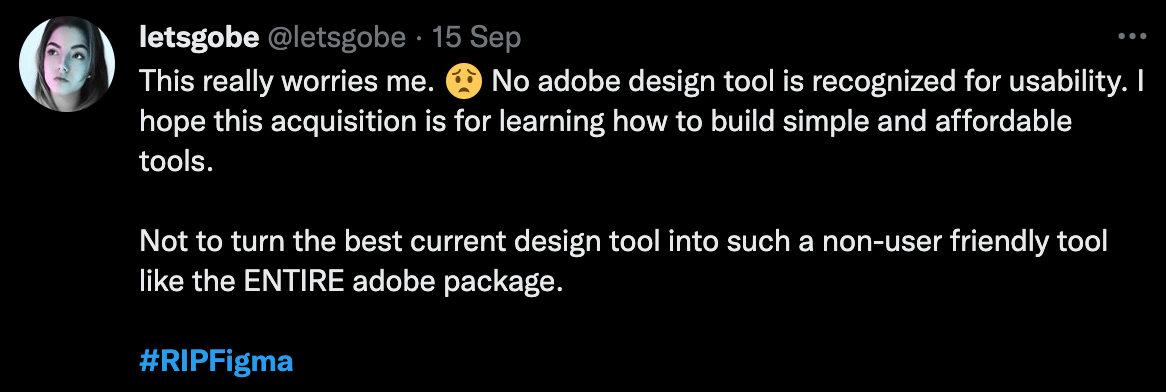 letsgobe @letsgobe · 15 Sep
This really worries me. 😟 No adobe design tool is recognized for usability. I
hope this acquisition is for learning how to build simple and affordable
tools.
Not to turn the best current design tool into such a non-user friendly tool
like the ENTIRE adobe package.
#RIPFigma